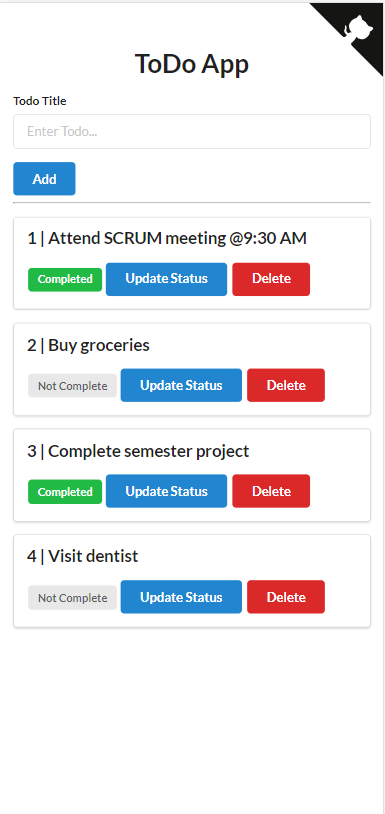 ToDo App
Todo Title
Enter Todo...
Add
1 | Attend SCRUM meeting @9:30 AM
Completed Update Status Delete
2 | Buy groceries
Not Complete Update Status Delete
3 | Complete semester project
Completed Update Status Delete
4 | Visit dentist
Not Complete Update Status Delete